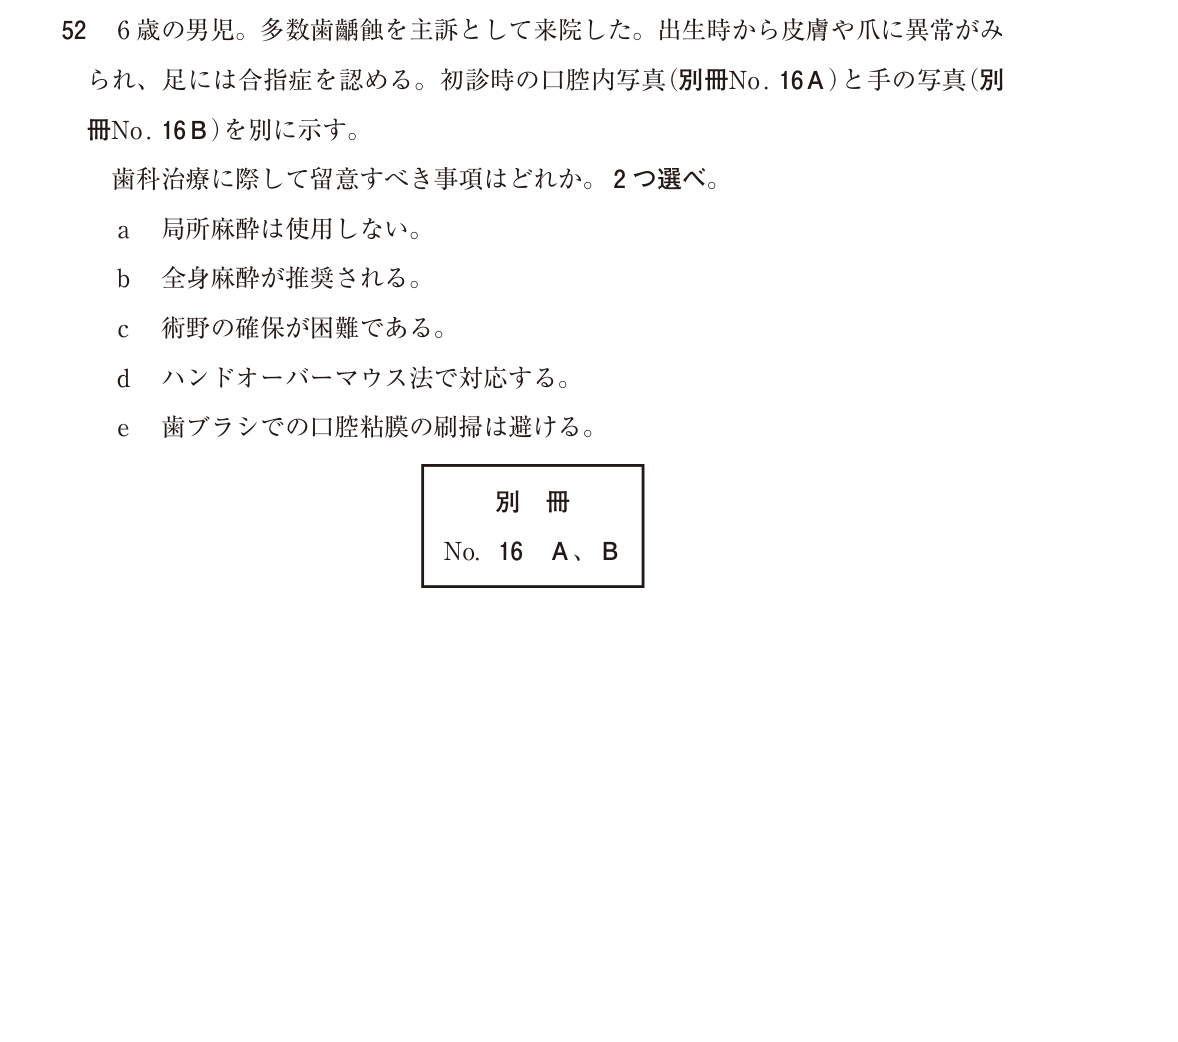 52　6歳の男児。多数歯齲蝕を主訴として来院した。出生時から皮膚や爪に異常がみ
られ、足には合指症を認める。初診時の口腔内写真(別冊No. 16A)と手の写真(別
冊No. 16B)を別に示す。
歯科治療に際して留意すべき事項はどれか。2つ選べ。
a　局所麻酔は使用しない。
b　全身麻酔が推奨される。
c　術野の確保が困難である。
d　ハンドオーバーマウス法で対応する。
e　歯ブラシでの口腔粘膜の刷掃は避ける。
別　冊
No. 16　A、B